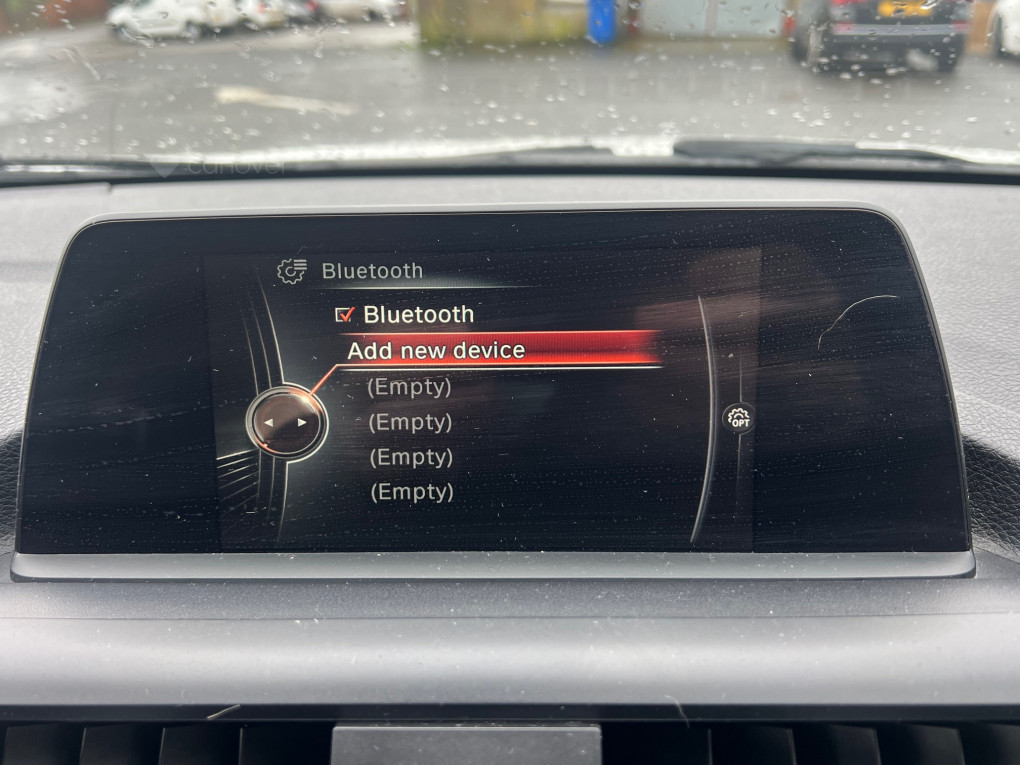 Bluetooth
Bluetooth
Add new device
(Empty)
(Empty)
(Empty)
(Empty)
OPT